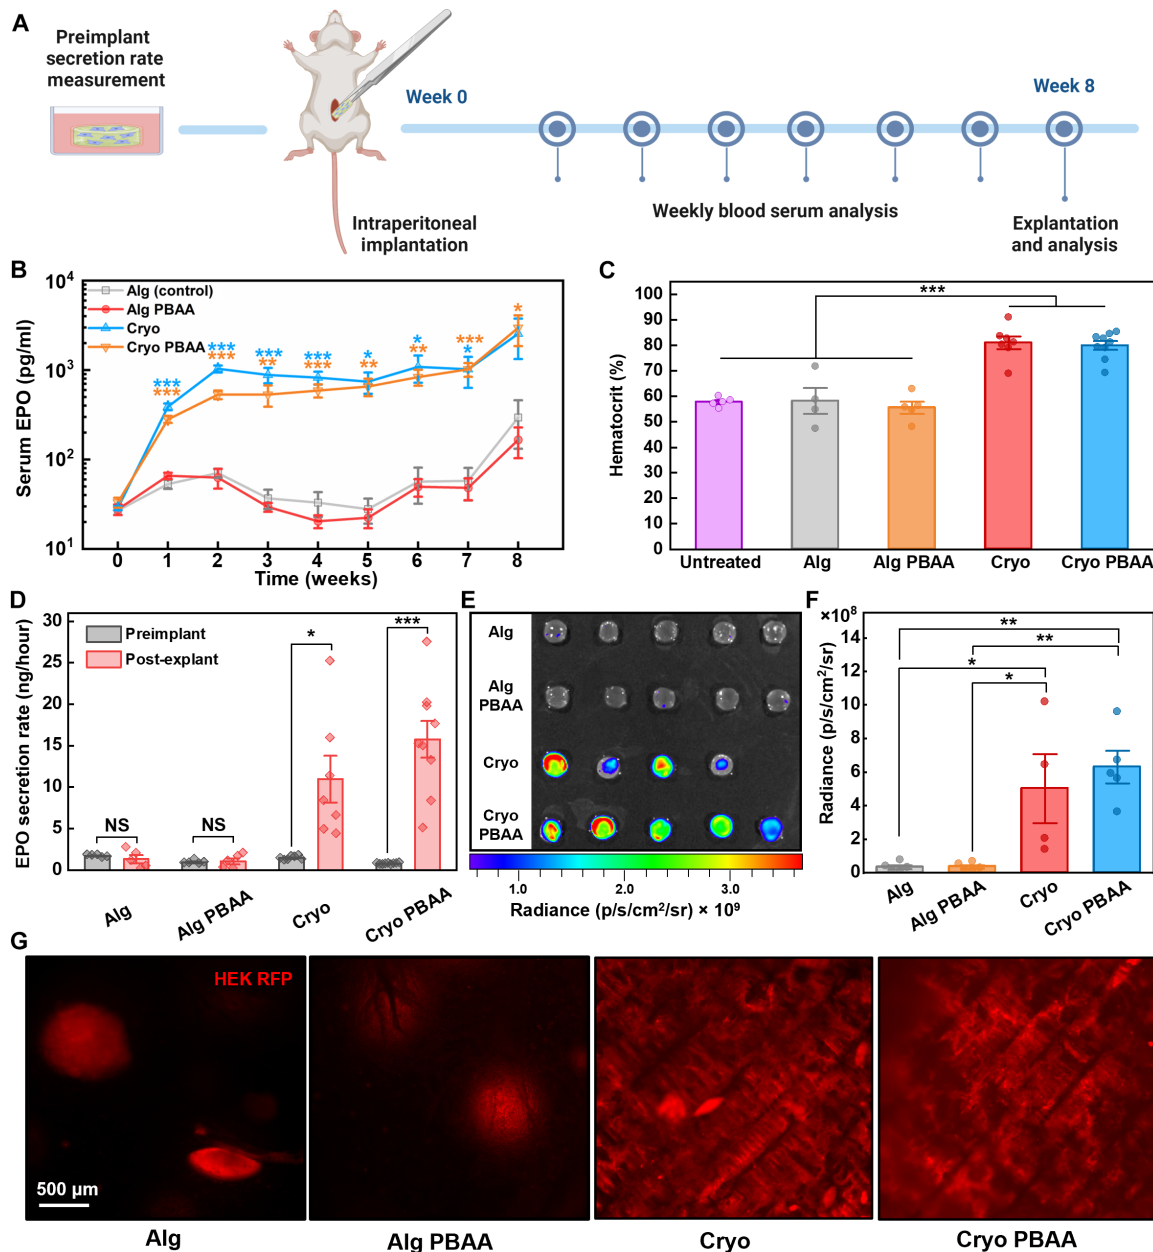 A
Preimplant
secretion rate
measurement
Week 0
Week 8
Intraperitoneal
implantation
Weekly blood serum analysis
Explantation
and analysis
B
Serum EPO (pg/ml)
10⁴
10³
10²
10¹
Alg (control)
Alg PBAA
Cryo
Cryo PBAA
***
***
***
***
***
**
***
***
*
**
*
**
***
*
*
0 1 2 3 4 5 6 7 8
Time (weeks)
C
Hematocrit (%)
100
90
80
70
60
50
40
30
20
10
0
***
Untreated Alg Alg PBAA Cryo Cryo PBAA
D
EPO secretion rate (ng/hour)
30
25
20
15
10
5
0
Preimplant
Post-explant
NS
NS
*
***
Alg Alg PBAA Cryo Cryo PBAA
E
Alg
Alg
PBAA
Cryo
Cryo
PBAA
1.0 2.0 3.0
Radiance (p/s/cm²/sr) × 10⁹
F
×10⁸
Radiance (p/s/cm²/sr)
14
12
10
8
6
4
2
0
**
**
*
*
Alg Alg PBAA Cryo Cryo PBAA
G
HEK RFP
500 μm
Alg Alg PBAA Cryo Cryo PBAA